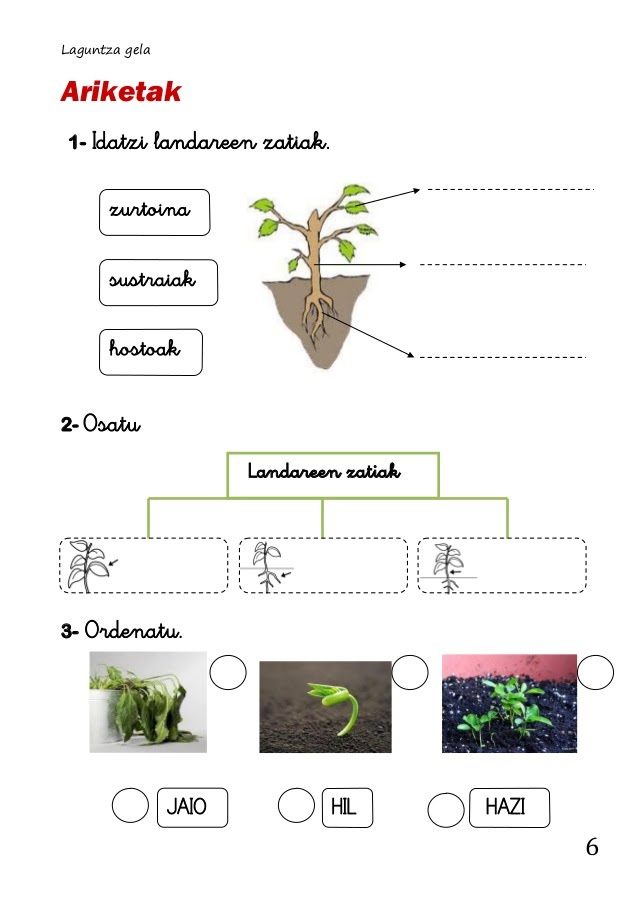 Laguntza gela
Ariketak
1- Idatzi landareen zatiak.
zurtoina
sustraiak
hostoak
2- Osatu
Landareen zatiak
3- Ordenatu.
JAIO
HIL
HAZI
6